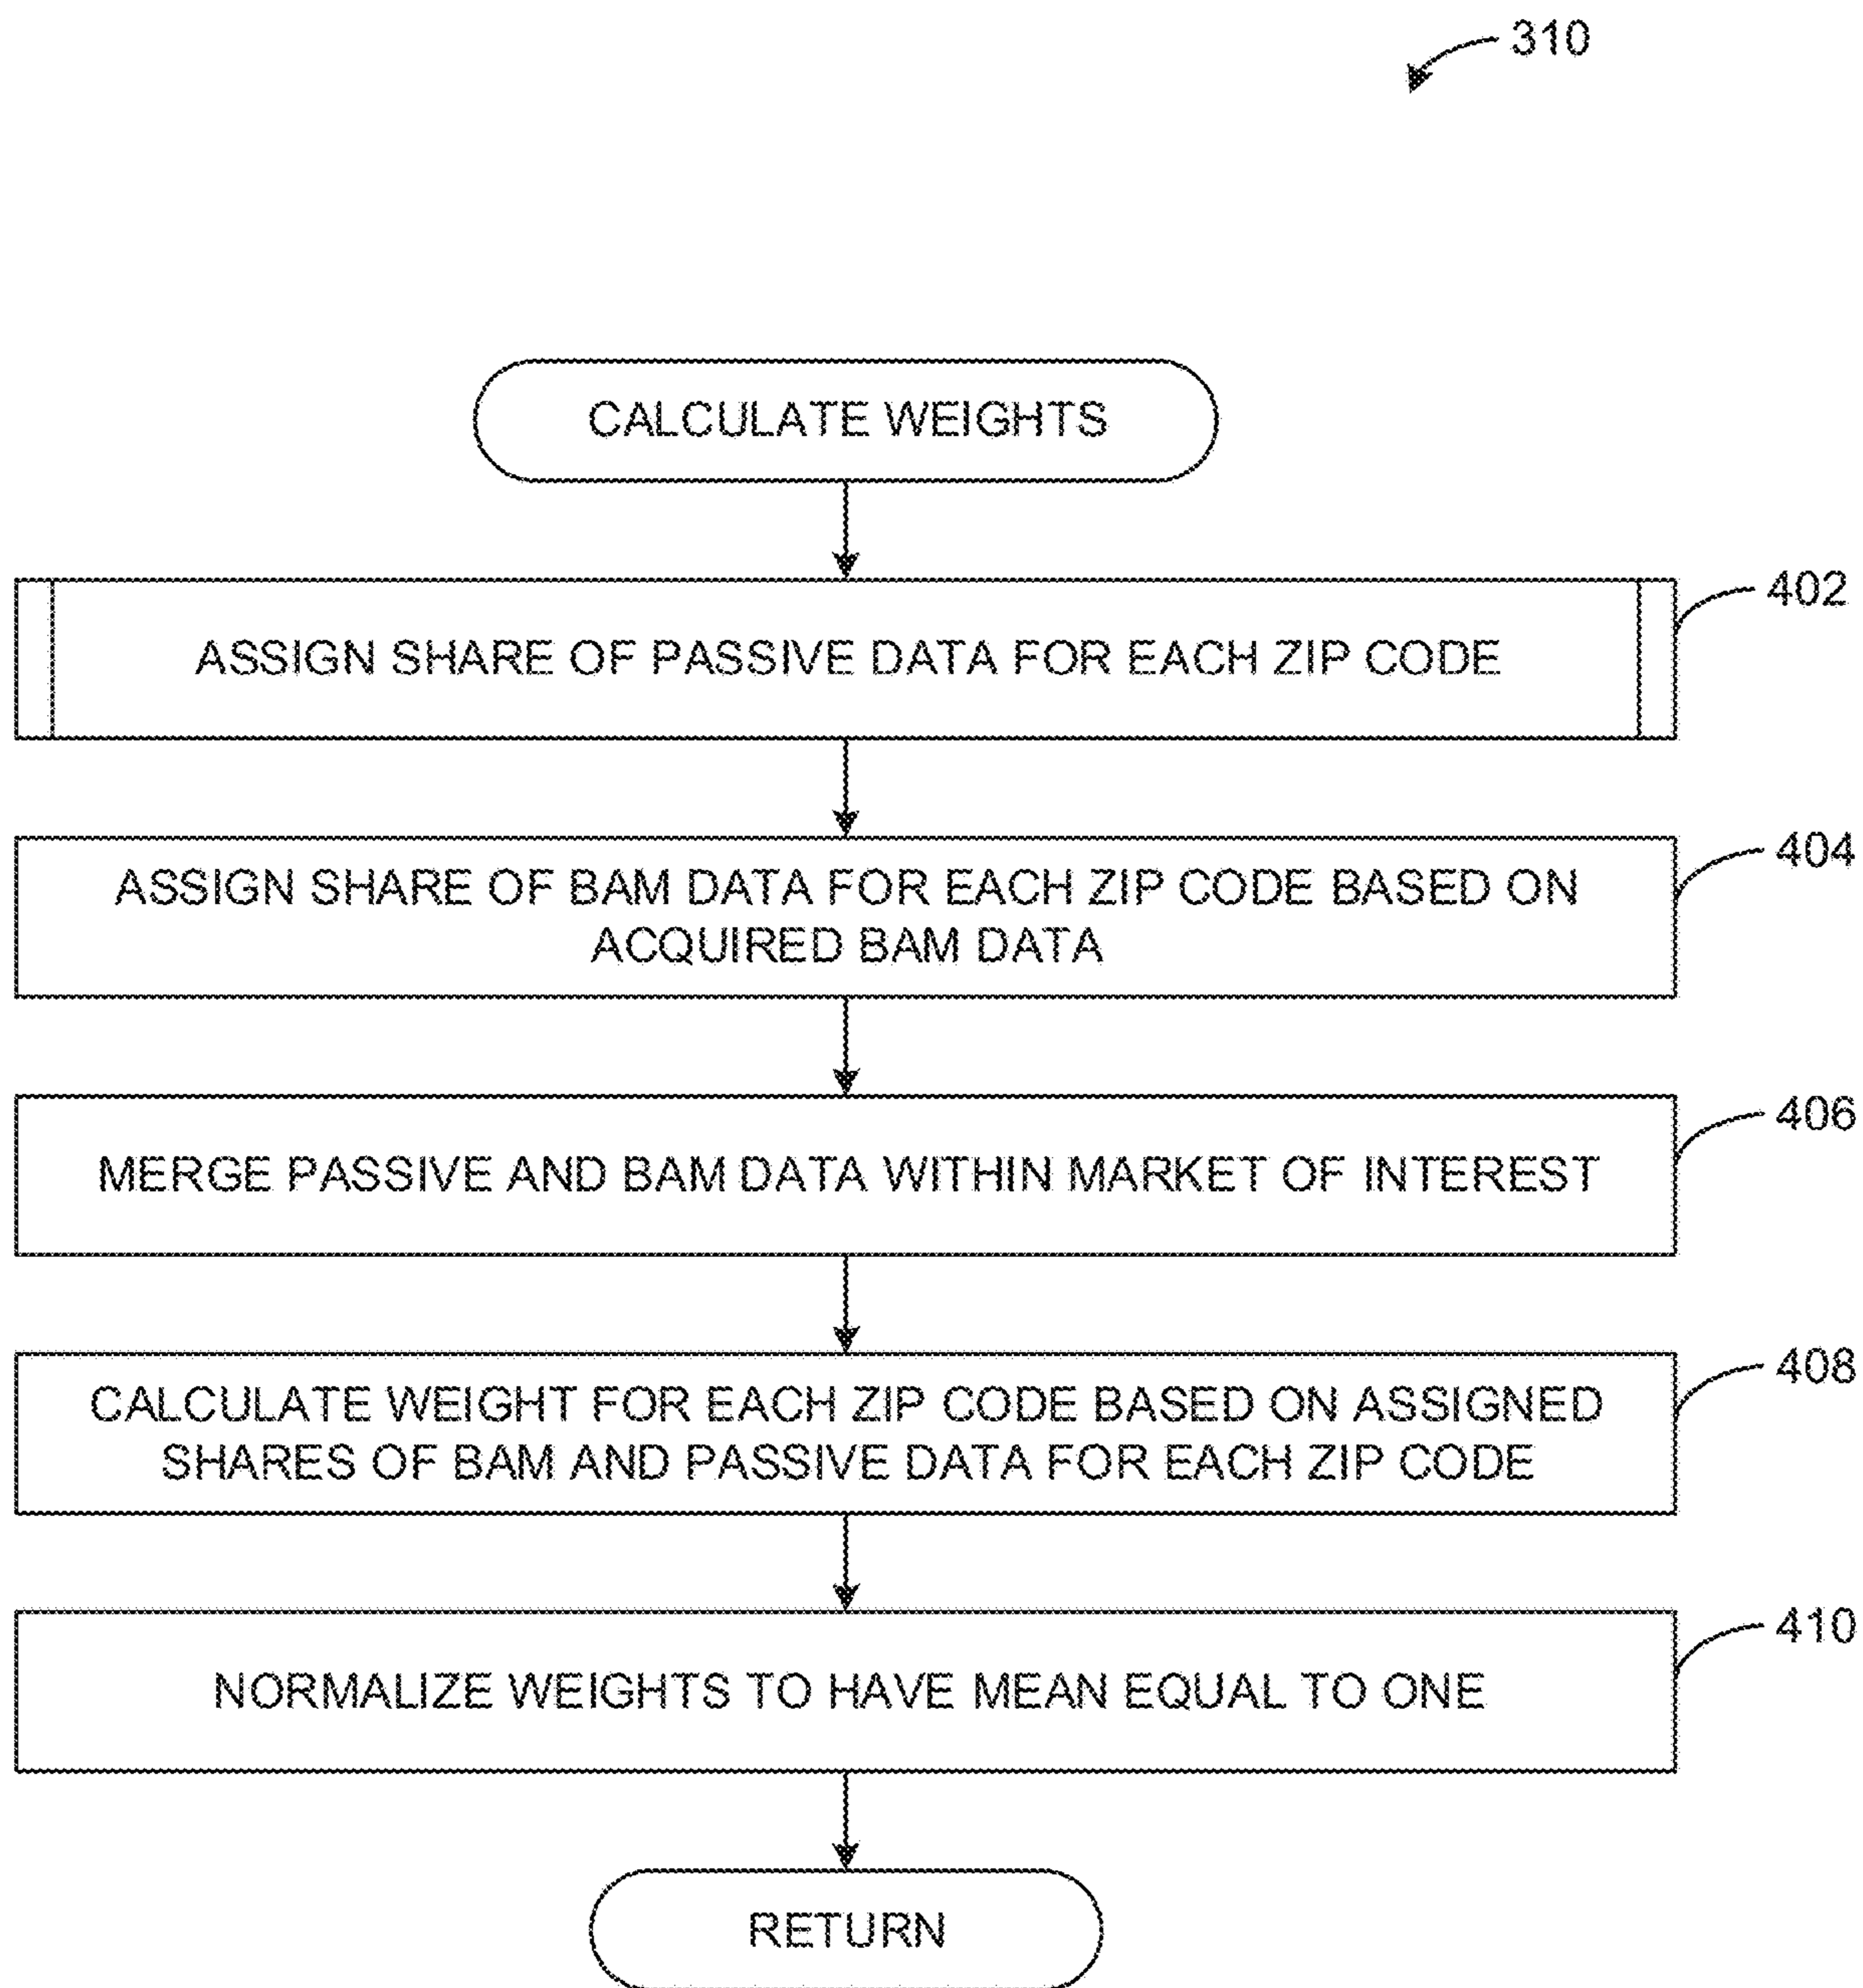 310
CALCULATE WEIGHTS
402
ASSIGN SHARE OF PASSIVE DATA FOR EACH ZIP CODE
404
ASSIGN SHARE OF BAM DATA FOR EACH ZIP CODE BASED ON
ACQUIRED BAM DATA
406
MERGE PASSIVE AND BAM DATA WITHIN MARKET OF INTEREST
408
CALCULATE WEIGHT FOR EACH ZIP CODE BASED ON ASSIGNED
SHARES OF BAM AND PASSIVE DATA FOR EACH ZIP CODE
410
NORMALIZE WEIGHTS TO HAVE MEAN EQUAL TO ONE
RETURN